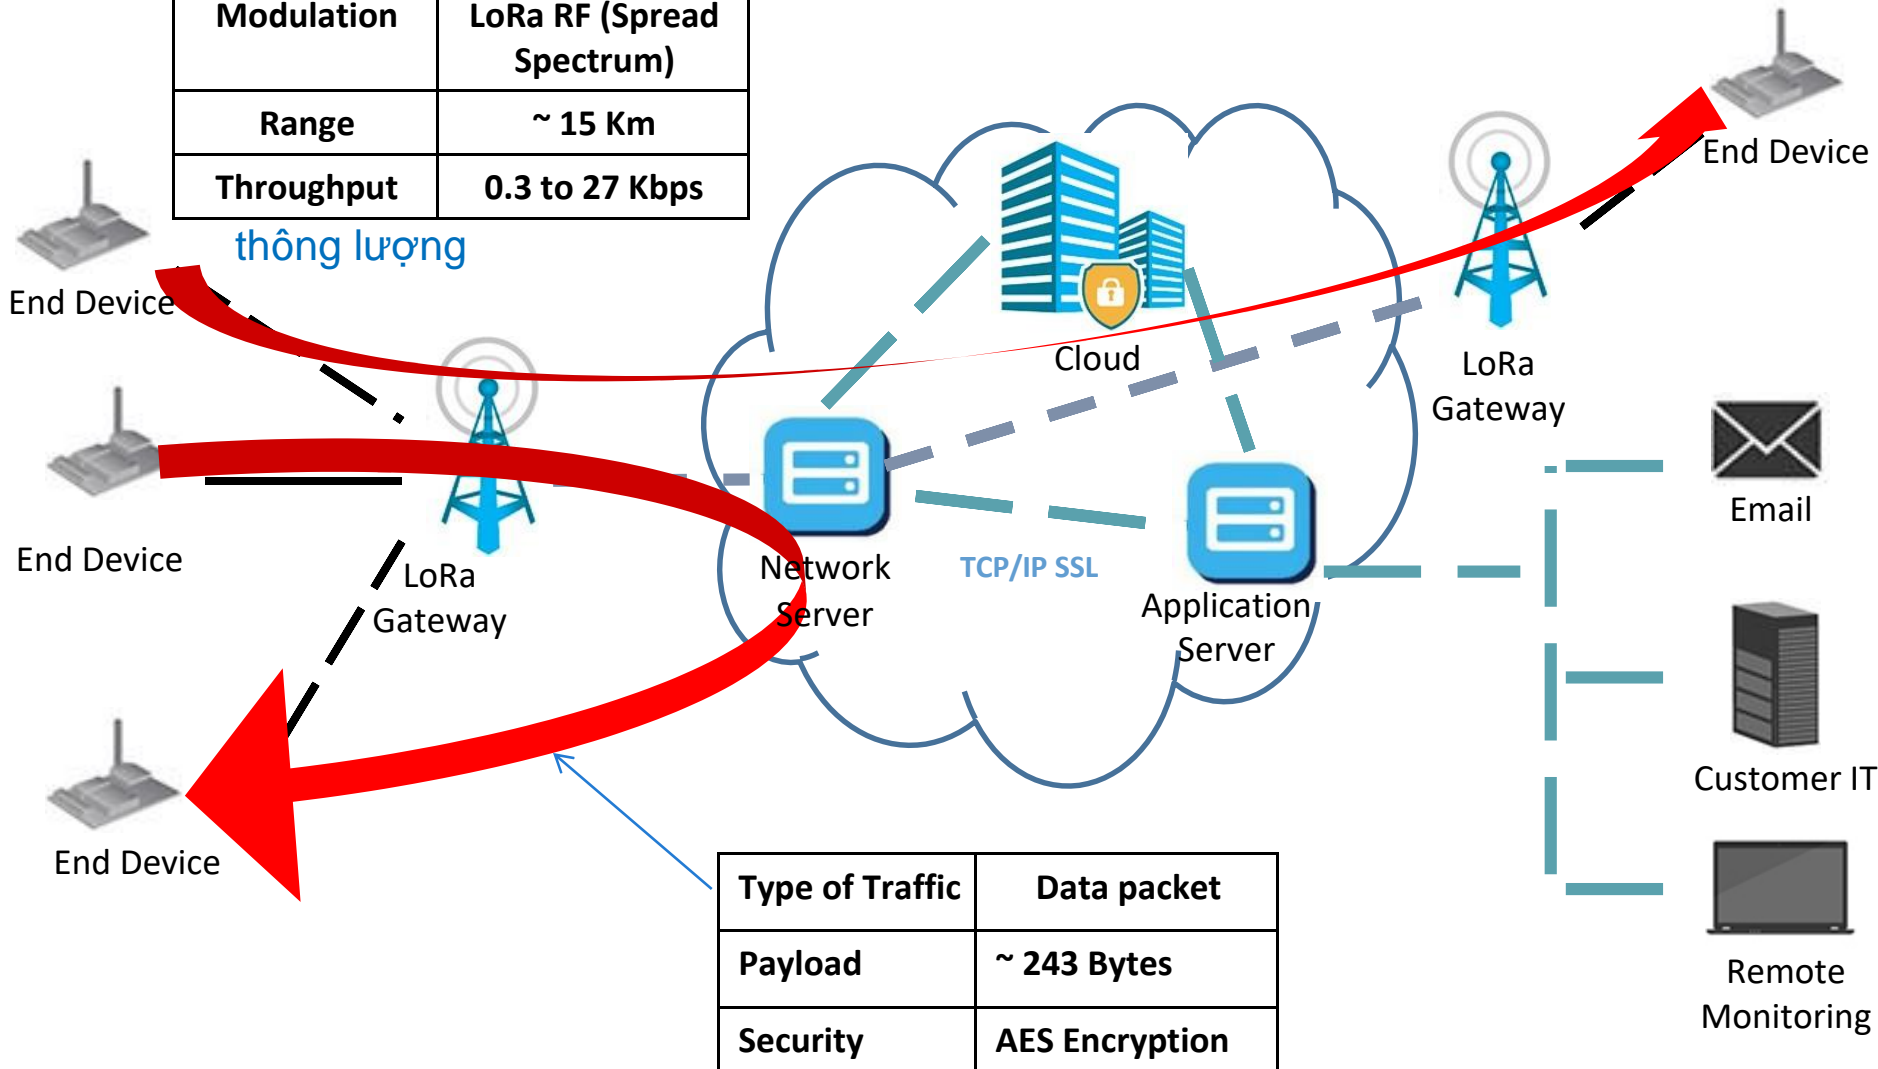 Modulation
LoRa RF (Spread
Spectrum)
Range
~ 15 Km
Throughput
0.3 to 27 Kbps
thông lượng
End Device
End Device
End Device
End Device
LoRa
Gateway
Cloud
LoRa
Gateway
Network
Server
TCP/IP SSL
Application
Server
Email
Customer IT
Remote
Monitoring
Type of Traffic
Data packet
Payload
~ 243 Bytes
Security
AES Encryption